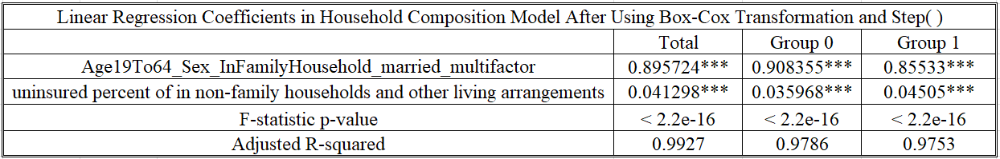 Linear Regression Coefficients in Household Composition Model After Using Box-Cox Transformation and Step( )
Total Group 0 Group 1
Age19To64_Sex_InFamilyHousehold_married_multifactor 0.895724*** 0.908355*** 0.85533***
uninsured percent of in non-family households and other living arrangements 0.041298*** 0.035968*** 0.04505***
F-statistic p-value < 2.2e-16 < 2.2e-16 < 2.2e-16
Adjusted R-squared 0.9927 0.9786 0.9753